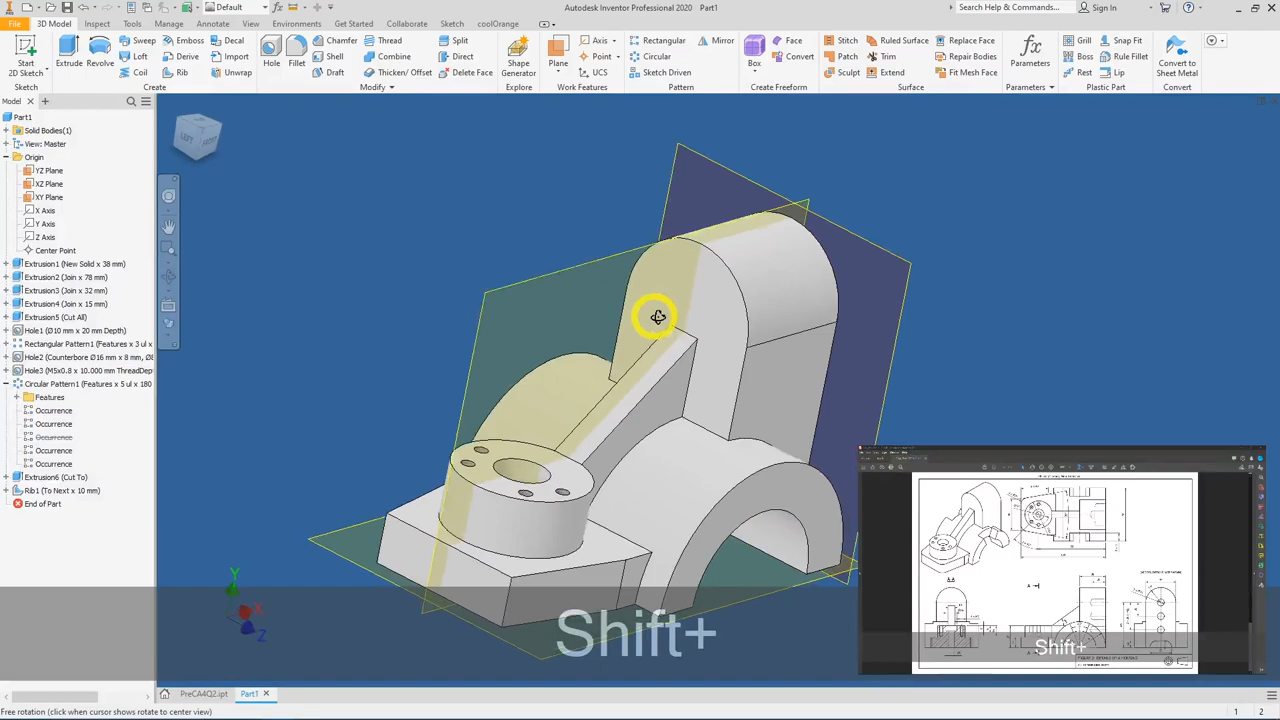 Default
Autodesk Inventor Professional 2020 Part1
Search Help & Commands...
Sign In
File 3D Model Inspect Tools Manage Annotate View Environments Get Started Collaborate Sketch coolOrange
Start
2D Sketch
Extrude Revolve
Sweep Emboss Decal
Loft Derive Import
Coil Rib Unwrap
Hole Fillet
Chamfer Thread Split
Shell Combine Direct
Draft Thicken/ Offset Delete Face
Shape
Generator
Plane
Axis
Point
UCS
Rectangular Mirror
Circular
Sketch Driven
Box
Face
Convert
Stitch Ruled Surface Replace Face
Patch Trim Repair Bodies
Sculpt Extend Fit Mesh Face
fx
Parameters
Grill Snap Fit
Boss Rule Fillet
Rest Lip
Convert to
Sheet Metal
Sketch Create Modify Explore Work Features Pattern Create Freeform Surface Parameters Plastic Part Convert
Model
Part1
Solid Bodies(1)
View: Master
Origin
YZ Plane
XZ Plane
XY Plane
X Axis
Y Axis
Z Axis
Center Point
Extrusion1 (New Solid x 38 mm)
Extrusion2 (Join x 78 mm)
Extrusion3 (Join x 32 mm)
Extrusion4 (Join x 15 mm)
Extrusion5 (Cut All)
Hole1 (Ø10 mm x 20 mm Depth)
Rectangular Pattern1 (Features x 3 ul x
Hole2 (Counterbore Ø16 mm x 8 mm, Ø8
Hole3 (M5x0.8 x 10 mm ThreadDep
Circular Pattern1 (Features x 5 ul x 180
Features
Occurrence
Occurrence
Occurrence
Occurrence
Occurrence
Extrusion6 (Cut To)
Rib1 (To Next x 10 mm)
End of Part
LEFT
Y
X
Z
Shift+
Shift+
PreCA4Q2.ipt Part1
Free rotation (click when cursor shows rotate to center view)
1 2